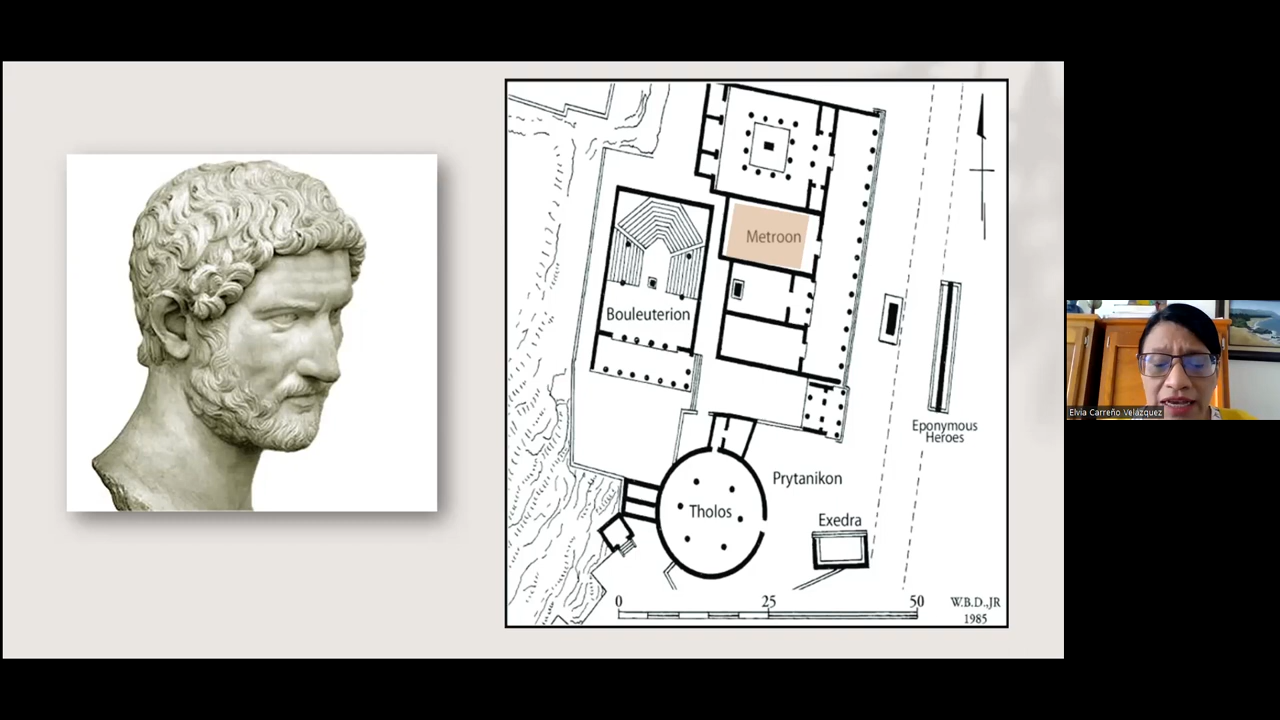 Metroon
Bouleuterion
Eponymous
Heroes
Prytanikon
Tholos
Exedra
0 25 50
W.B.D.,JR
1985
Elvia Carreño Velázquez